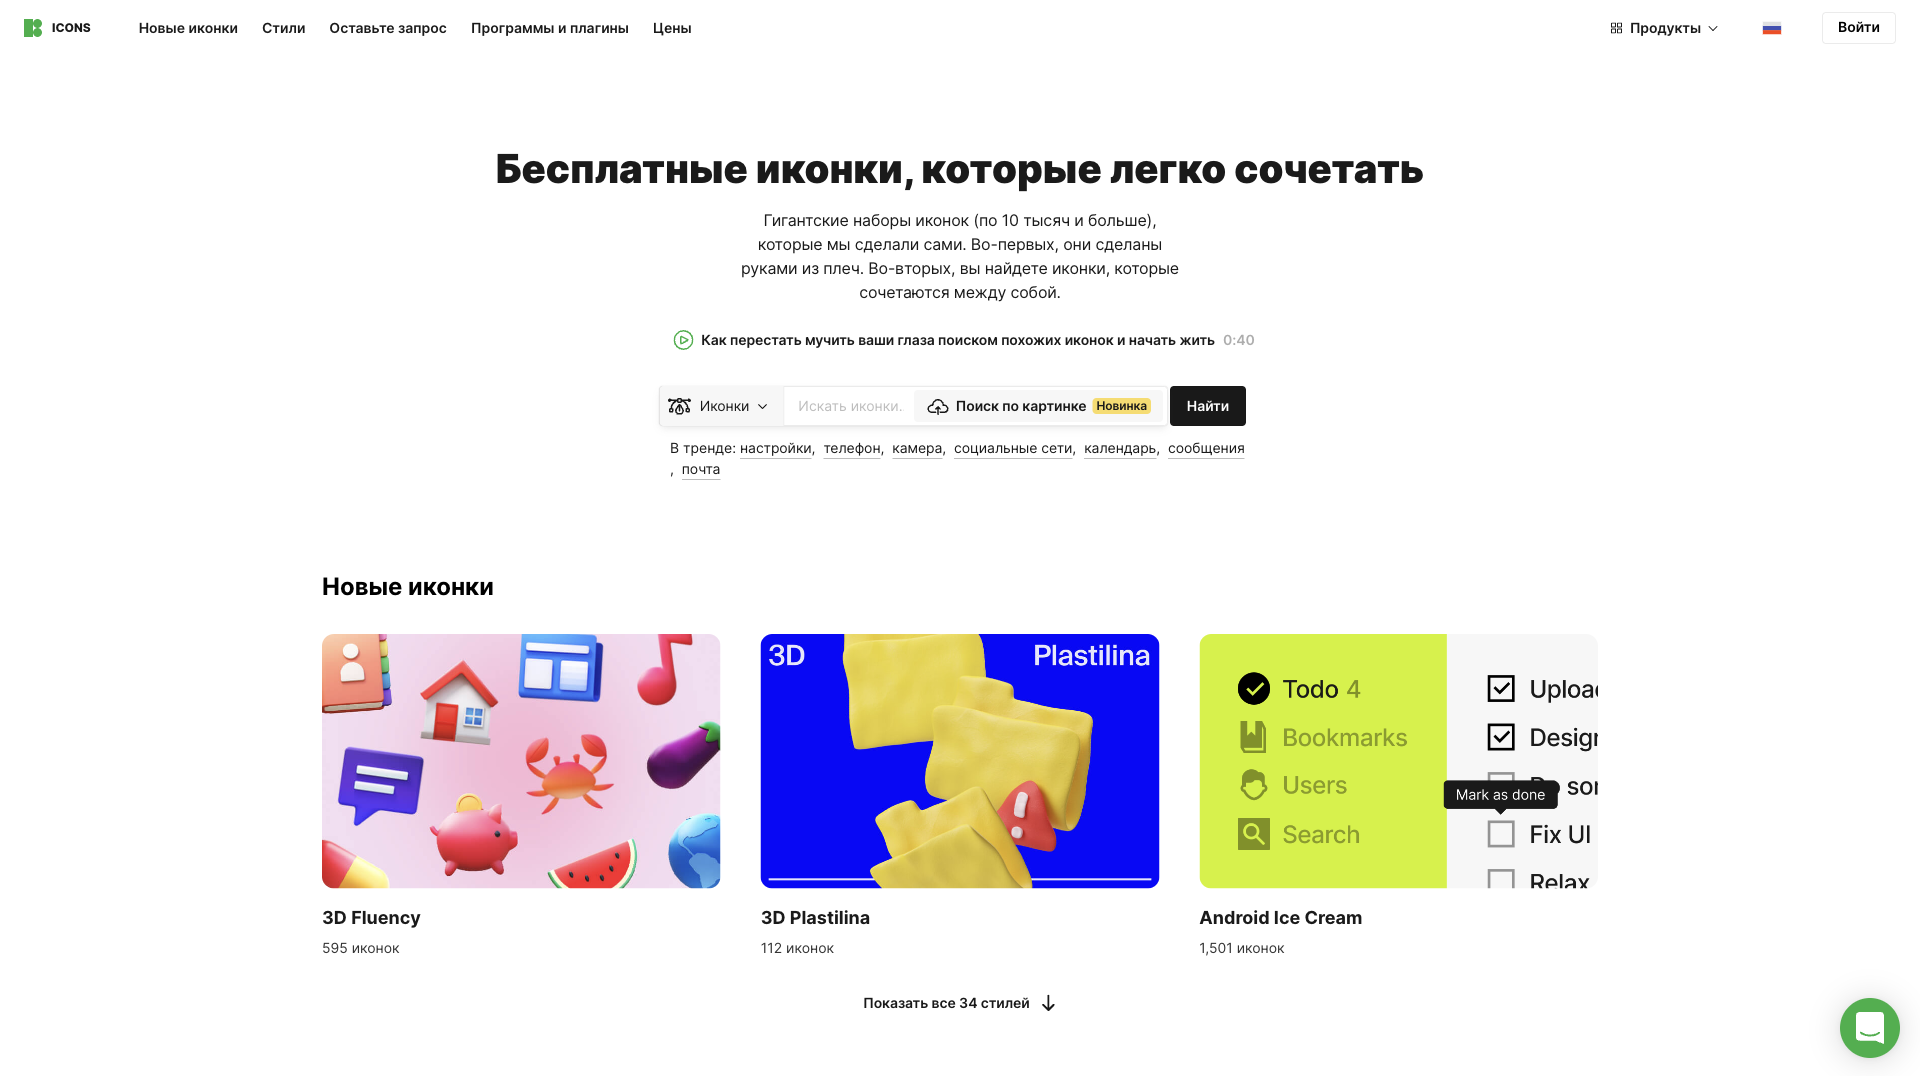 ICONS
Новые иконки
Стили
Оставьте запрос
Программы и плагины
Цены
Продукты
Войти
Бесплатные иконки, которые легко сочетать
Гигантские наборы иконок (по 10 тысяч и больше),
которые мы сделали сами. Во-первых, они сделаны
руками из плеч. Во-вторых, вы найдете иконки, которые
сочетаются между собой.
Как перестать мучить ваши глаза поиском похожих иконок и начать жить 0:40
Иконки
Искать иконки.
Поиск по картинке Новинка
Найти
В тренде: настройки, телефон, камера, социальные сети, календарь, сообщения
, почта
Новые иконки
3D Plastilina
Todo 4
Bookmarks
Users
Search
Uploa
Desig
Mark as done
Fix UI
Relax
3D Fluency
595 иконок
3D Plastilina
112 иконок
Android Ice Cream
1,501 иконок
Показать все 34 стилей